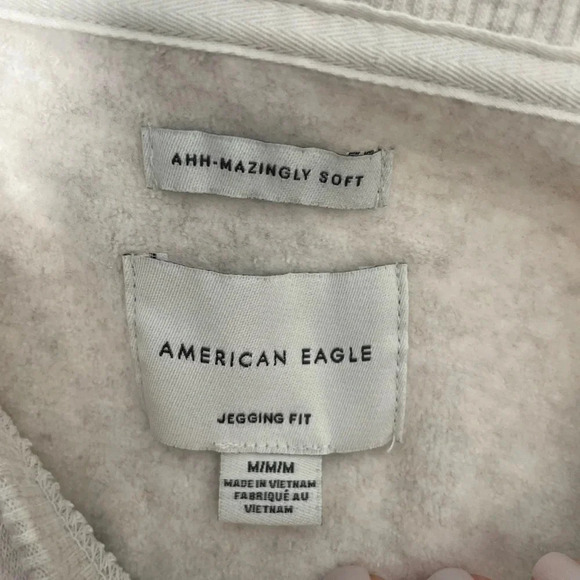 AHH-MAZINGLY SOFT
AMERICAN EAGLE
JEGGING FIT
M/M/M
MADE IN VIETNAM
FABRIQUÉ AU
VIETNAM